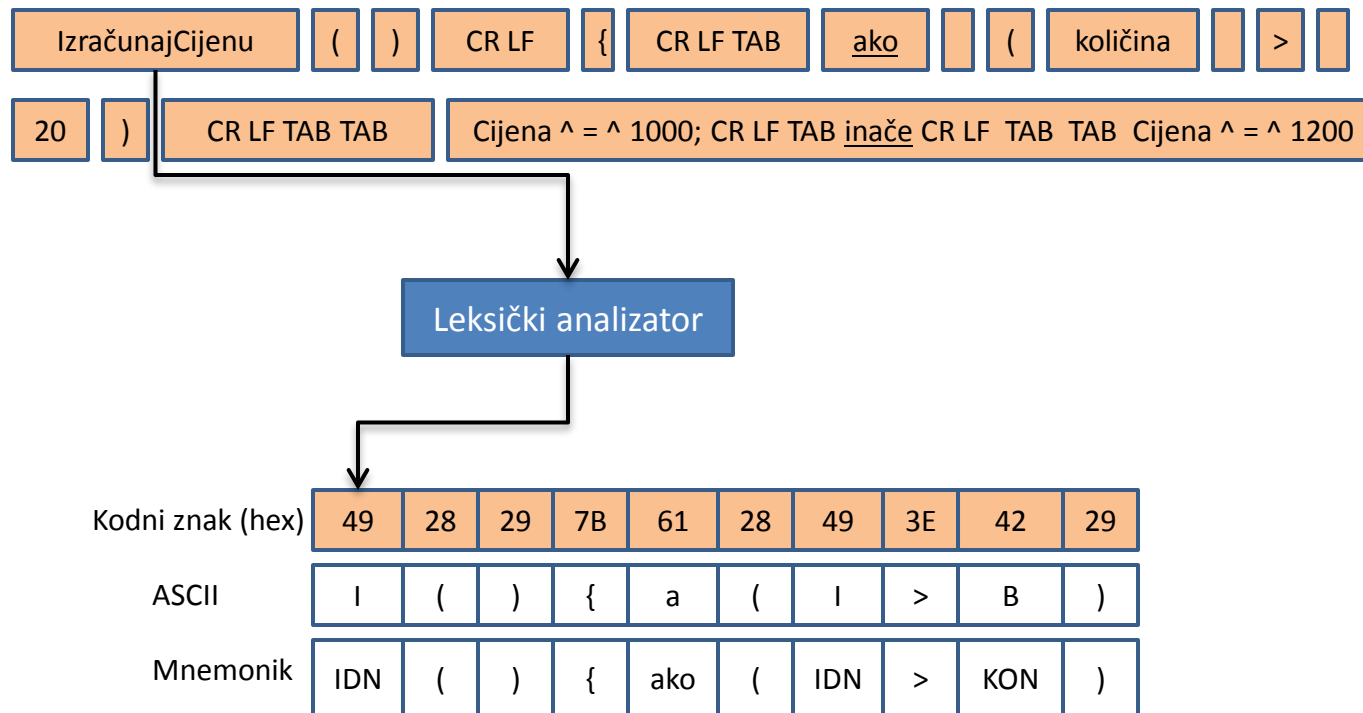 IzračunajCijenu ( ) CR LF { CR LF TAB ako ( količina >
20 ) CR LF TAB TAB Cijena ^ = ^ 1000; CR LF TAB inače CR LF TAB TAB Cijena ^ = ^ 1200
Leksički analizator
Kodni znak (hex) 49 28 29 7B 61 28 49 3E 42 29
ASCII I ( ) { a ( I > B )
Mnemonik IDN ( ) { ako ( IDN > KON )